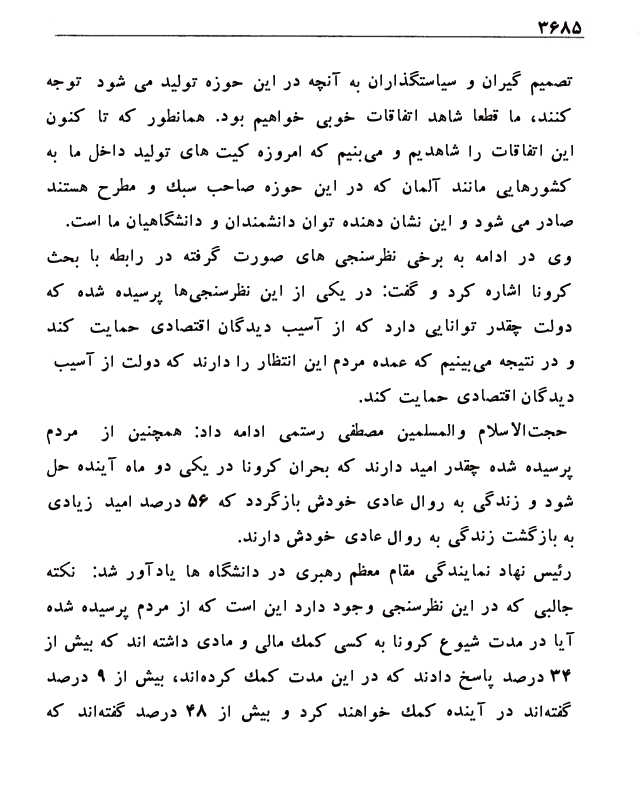 ۳۶۸۵
تصمیم گیران و سیاستگذاران به آنچه در این حوزه تولید می شود توجه
کنند، ما قطعا شاهد اتفاقات خوبی خواهیم بود. همانطور که تا کنون
این اتفاقات را شاهدیم و می‌بنیم که امروزه کیت های تولید داخل ما به
کشورهایی مانند آلمان که در این حوزه صاحب سبک و مطرح هستند
صادر می شود و این نشان دهنده توان دانشمندان و دانشگاهیان ما است.
وی در ادامه به برخی نظرسنجی های صورت گرفته در رابطه با بحث
کرونا اشاره کرد و گفت: در یکی از این نظرسنجی‌ها پرسیده شده که
دولت چقدر توانایی دارد که از آسیب دیدگان اقتصادی حمایت کند
و در نتیجه می‌بینیم که عمده مردم این انتظار را دارند که دولت از آسیب
دیدگان اقتصادی حمایت کند.
حجت‌الاسلام والمسلمین مصطفی رستمی ادامه داد: همچنین از مردم
پرسیده شده چقدر امید دارند که بحران کرونا در یکی دو ماه آینده حل
شود و زندگی به روال عادی خودش بازگردد که ۵۶ درصد امید زیادی
به بازگشت زندگی به روال عادی خودش دارند.
رئیس نهاد نمایندگی مقام معظم رهبری در دانشگاه ها یادآور شد: نکته
جالبی که در این نظرسنجی وجود دارد این است که از مردم پرسیده شده
آیا در مدت شیوع کرونا به کسی کمک مالی و مادی داشته اند که بیش از
۳۴ درصد پاسخ دادند که در این مدت کمک کرده‌اند، بیش از ۹ درصد
گفته‌اند در آینده کمک خواهند کرد و بیش از ۴۸ درصد گفته‌اند که